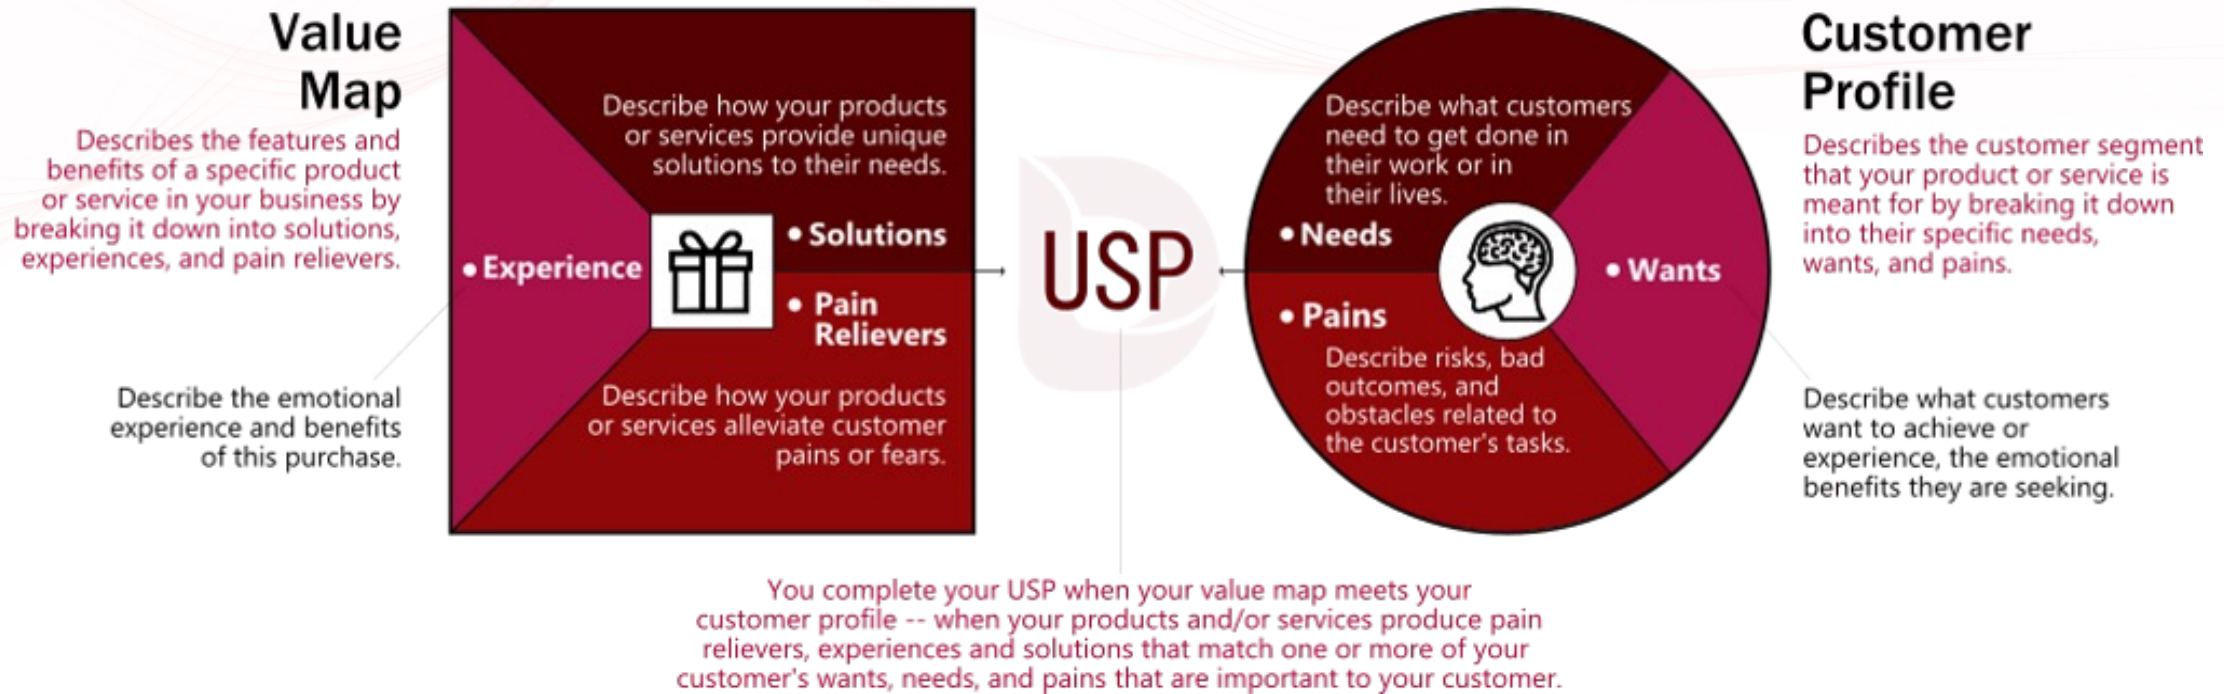 Value
Map
Describes the features and
benefits of a specific product
or service in your business by
breaking it down into solutions,
experiences, and pain relievers.
• Experience
Describe the emotional
experience and benefits
of this purchase.
Describe how your products
or services provide unique
solutions to their needs.
• Solutions
• Pain
Relievers
Describe how your products
or services alleviate customer
pains or fears.
USP
Describe what customers
need to get done in
their work or in
their lives.
• Needs
• Pains
Describe risks, bad
outcomes, and
obstacles related to
the customer's tasks.
• Wants
Customer
Profile
Describes the customer segment
that your product or service is
meant for by breaking it down
into their specific needs,
wants, and pains.
Describe what customers
want to achieve or
experience, the emotional
benefits they are seeking.
You complete your USP when your value map meets your
customer profile -- when your products and/or services produce pain
relievers, experiences and solutions that match one or more of your
customer's wants, needs, and pains that are important to your customer.